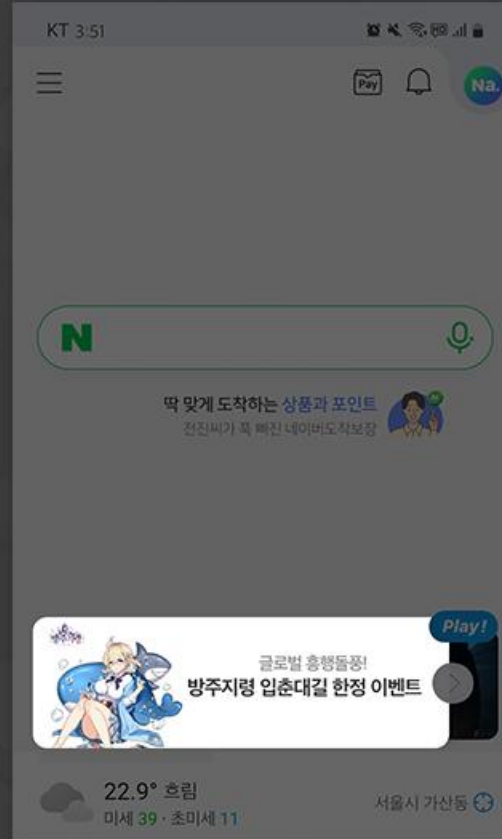 KT 3:51
Pay
Na.
N
딱 맞게 도착하는 상품과 포인트
전진씨가 푹 빠진 네이버도착보장
Play!
글로벌 흥행돌풍!
방주지령 입춘대길 한정 이벤트
22.9° 흐림
미세 39 · 초미세 11
서울시 가산동